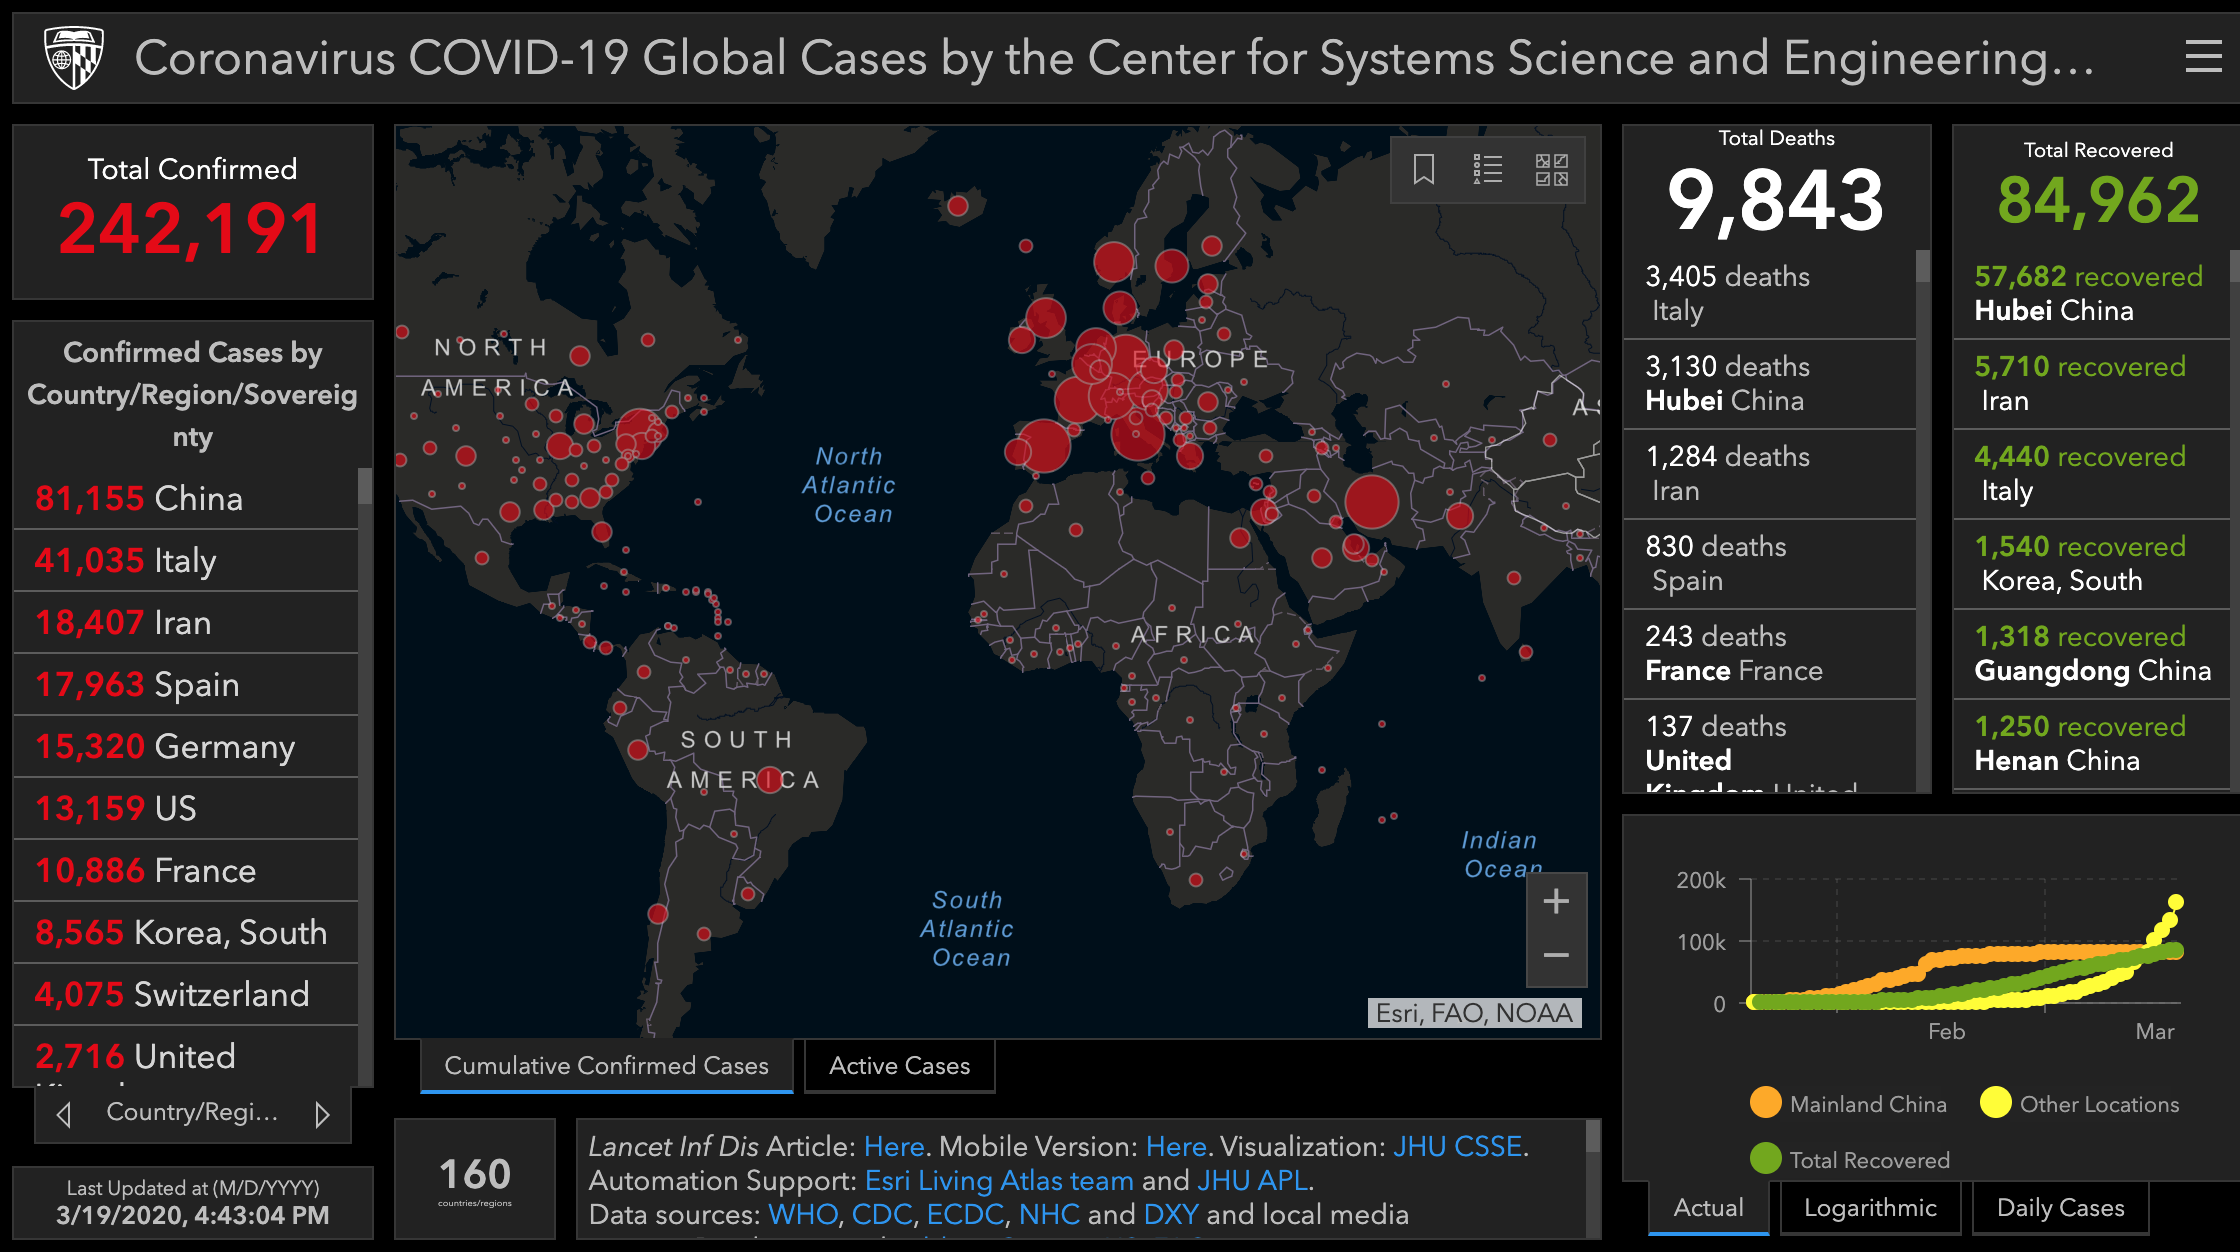 Coronavirus COVID-19 Global Cases by the Center for Systems Science and Engineering...
Total Confirmed
242,191
Confirmed Cases by
Country/Region/Sovereig
nty
81,155 China
41,035 Italy
18,407 Iran
17,963 Spain
15,320 Germany
13,159 US
10,886 France
8,565 Korea, South
4,075 Switzerland
2,716 United
Country/Regi...
Last Updated at (M/D/YYYY)
3/19/2020, 4:43:04 PM
NORTH
AMERICA
EUROPE
North
Atlantic
Ocean
AFRICA
SOUTH
AMERICA
Indian
Ocean
South
Atlantic
Ocean
+
−
Esri, FAO, NOAA
Cumulative Confirmed Cases
Active Cases
160
countries/regions
Lancet Inf Dis Article: Here. Mobile Version: Here. Visualization: JHU CSSE.
Automation Support: Esri Living Atlas team and JHU APL.
Data sources: WHO, CDC, ECDC, NHC and DXY and local media
Total Deaths
9,843
3,405 deaths
Italy
3,130 deaths
Hubei China
1,284 deaths
Iran
830 deaths
Spain
243 deaths
France France
137 deaths
United
Kingdom United
Total Recovered
84,962
57,682 recovered
Hubei China
5,710 recovered
Iran
4,440 recovered
Italy
1,540 recovered
Korea, South
1,318 recovered
Guangdong China
1,250 recovered
Henan China
200k
100k
0
Feb
Mar
Mainland China
Other Locations
Total Recovered
Actual
Logarithmic
Daily Cases